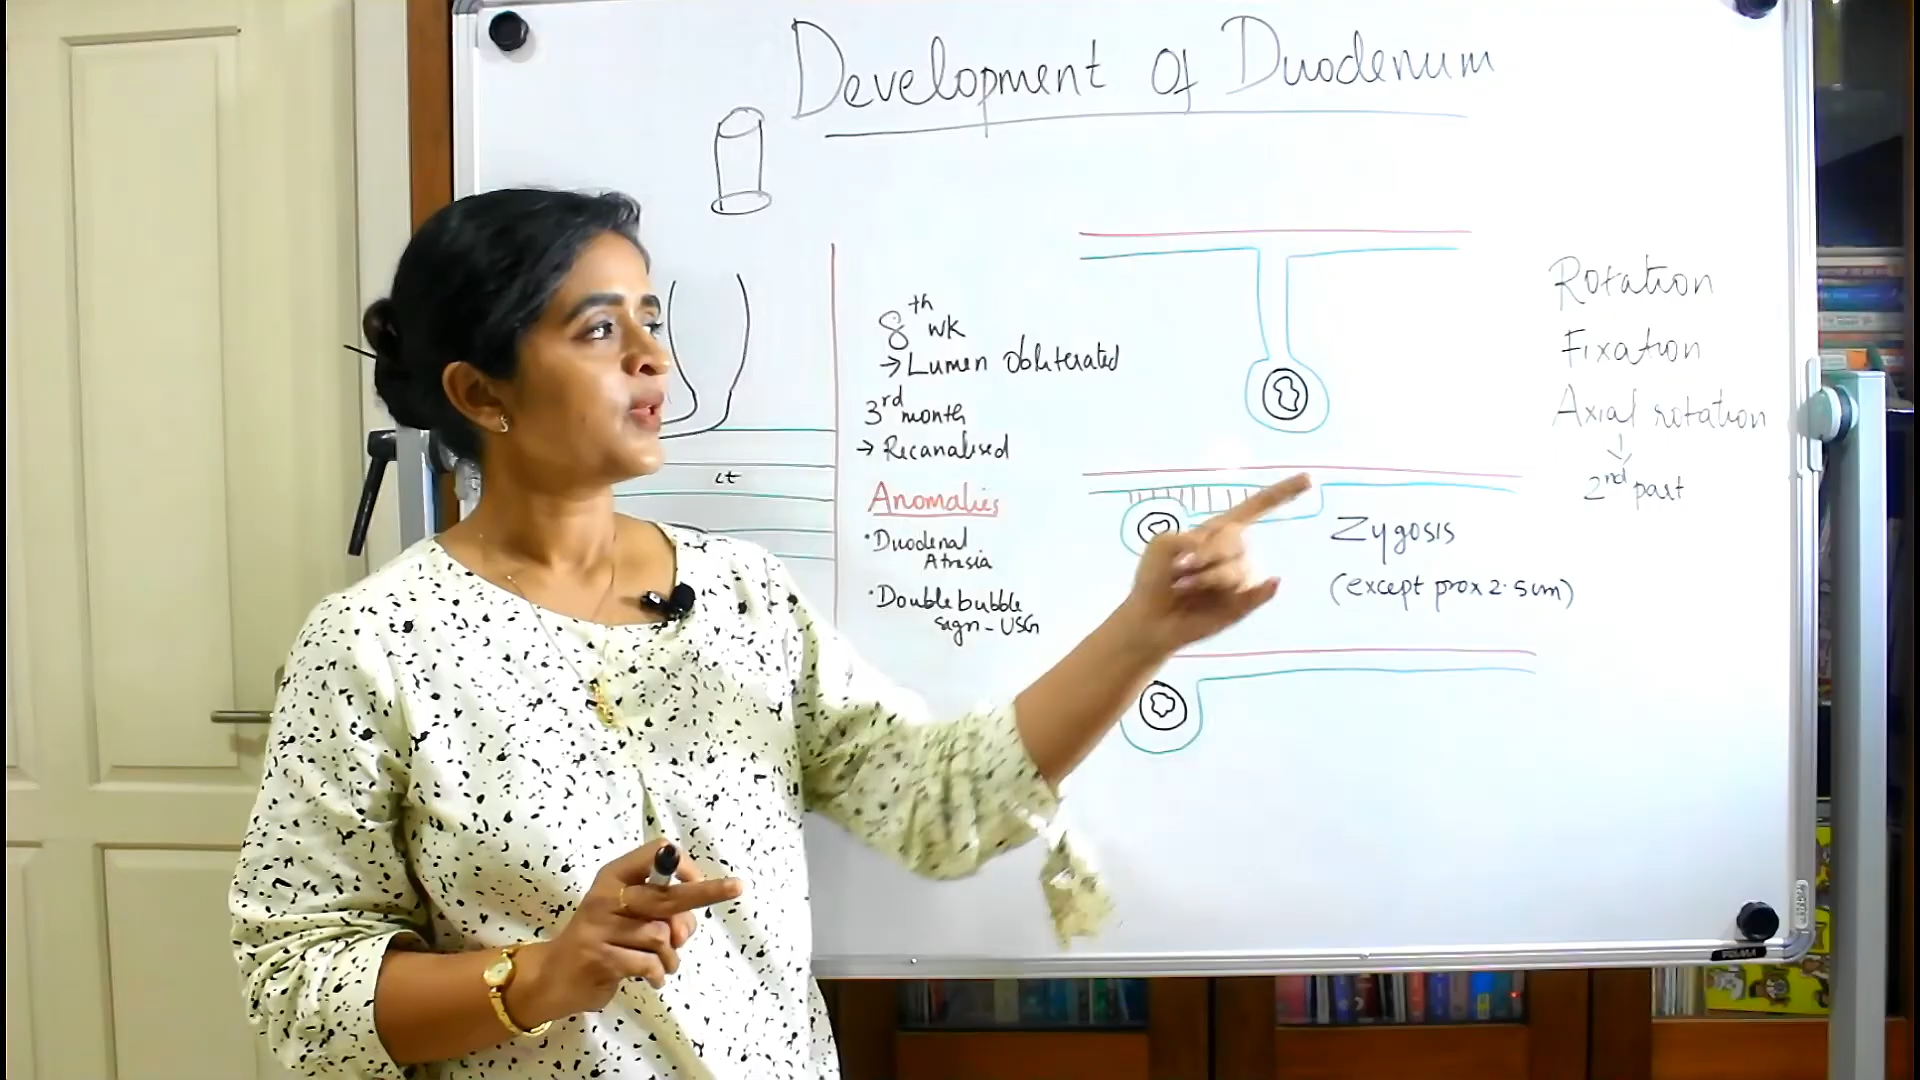 Development Of Duodenum
8th wk
→ Lumen Obliterated
3rd month
→ Recanalised
Anomalies
• Duodenal
Atresia
• Double bubble
sign - USG
Lt
Rotation
Fixation
Axial rotation
↓
2nd part
Zygosis
(except prox 2.5cm)